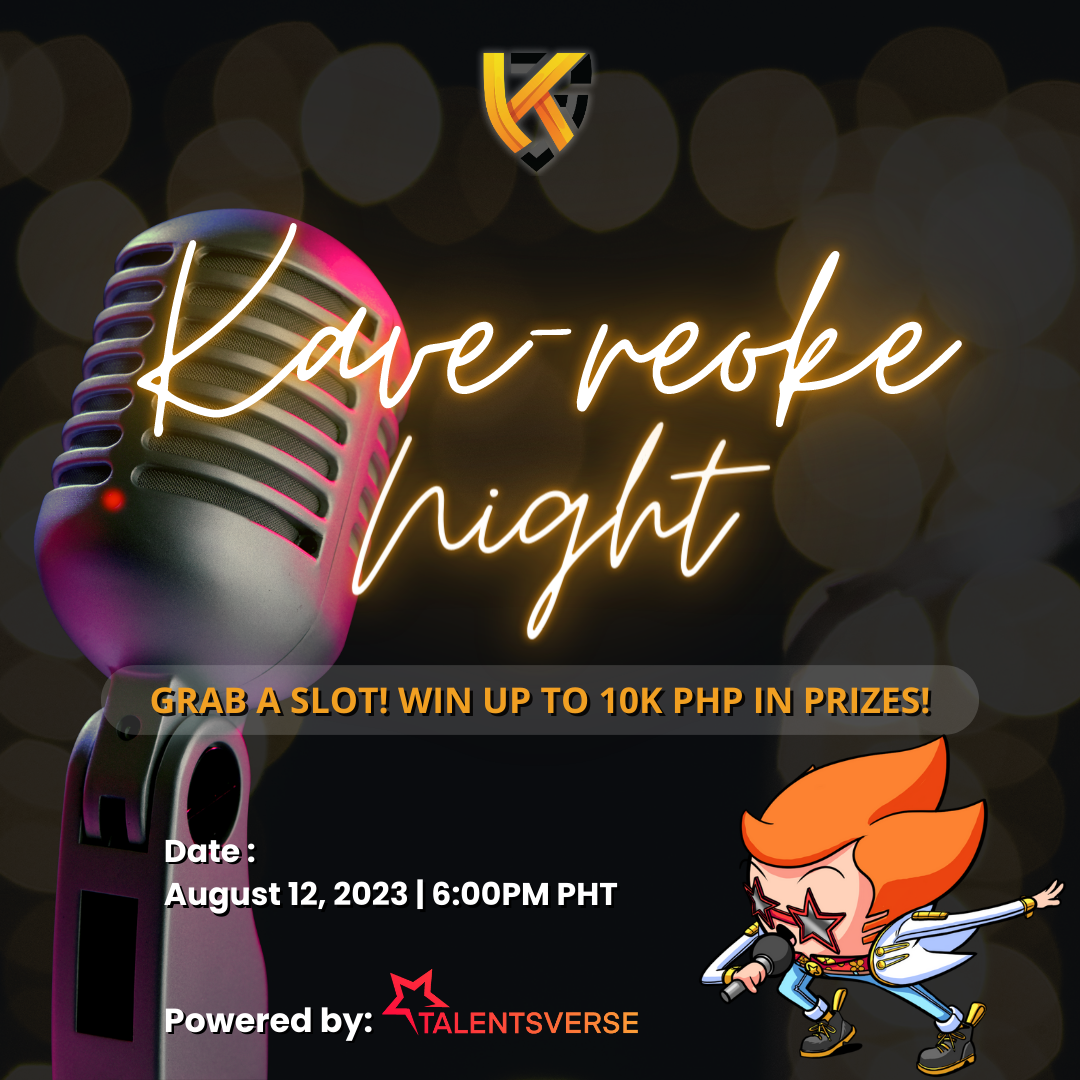 Kave-reoke
night
GRAB A SLOT! WIN UP TO 10K PHP IN PRIZES!
Date :
August 12, 2023 | 6:00PM PHT
Powered by: TALENTSVERSE